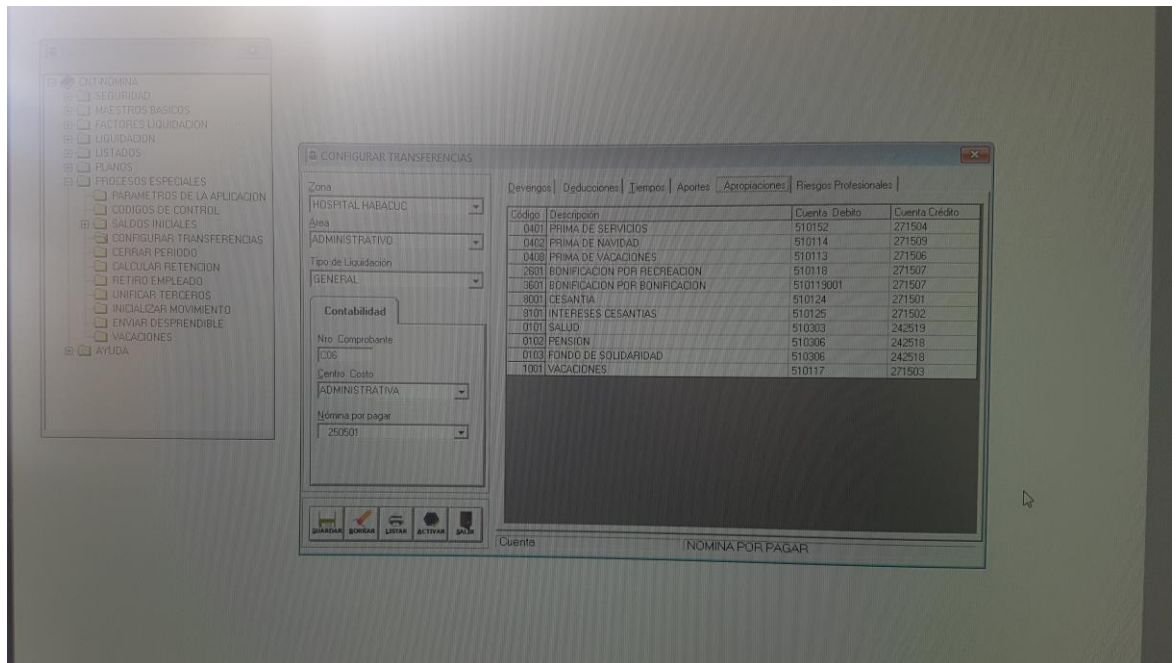 CNT-NOMINA
SEGURIDAD
MAESTROS BASICOS
FACTORES LIQUIDACION
LIQUIDACION
LISTADOS
PLANOS
PROCESOS ESPECIALES
PARAMETROS DE LA APLICACION
CODIGOS DE CONTROL
SALDOS INICIALES
CONFIGURAR TRANSFERENCIAS
CERRAR PERIODO
CALCULAR RETENCION
RETIRO EMPLEADO
UNIFICAR TERCEROS
INICIALIZAR MOVIMIENTO
ENVIAR DESPRENDIBLE
VACACIONES
AYUDA
CONFIGURAR TRANSFERENCIAS
Zona
HOSPITAL HABACUC
Area
ADMINISTRATIVO
Tipo de Liquidación
GENERAL
Contabilidad
Nro Comprobante
C06
Centro Costo
ADMINISTRATIVA
Nómina por pagar
250501
GUARDAR BORRAR LISTAR ACTIVAR SALIR
Devengos Deducciones Tiempos Aportes Apropiaciones Riesgos Profesionales
Código Descripción Cuenta Debito Cuenta Crédito
0401 PRIMA DE SERVICIOS 510152 271504
0402 PRIMA DE NAVIDAD 510114 271509
0408 PRIMA DE VACACIONES 510113 271506
2601 BONIFICACION POR RECREACION 510118 271507
3601 BONIFICACION POR BONIFICACION 510119001 271507
8001 CESANTIA 510124 271501
8101 INTERESES CESANTIAS 510125 271502
0101 SALUD 510303 242519
0102 PENSION 510306 242518
0103 FONDO DE SOLIDARIDAD 510306 242518
1001 VACACIONES 510117 271503
Cuenta NOMINA POR PAGAR